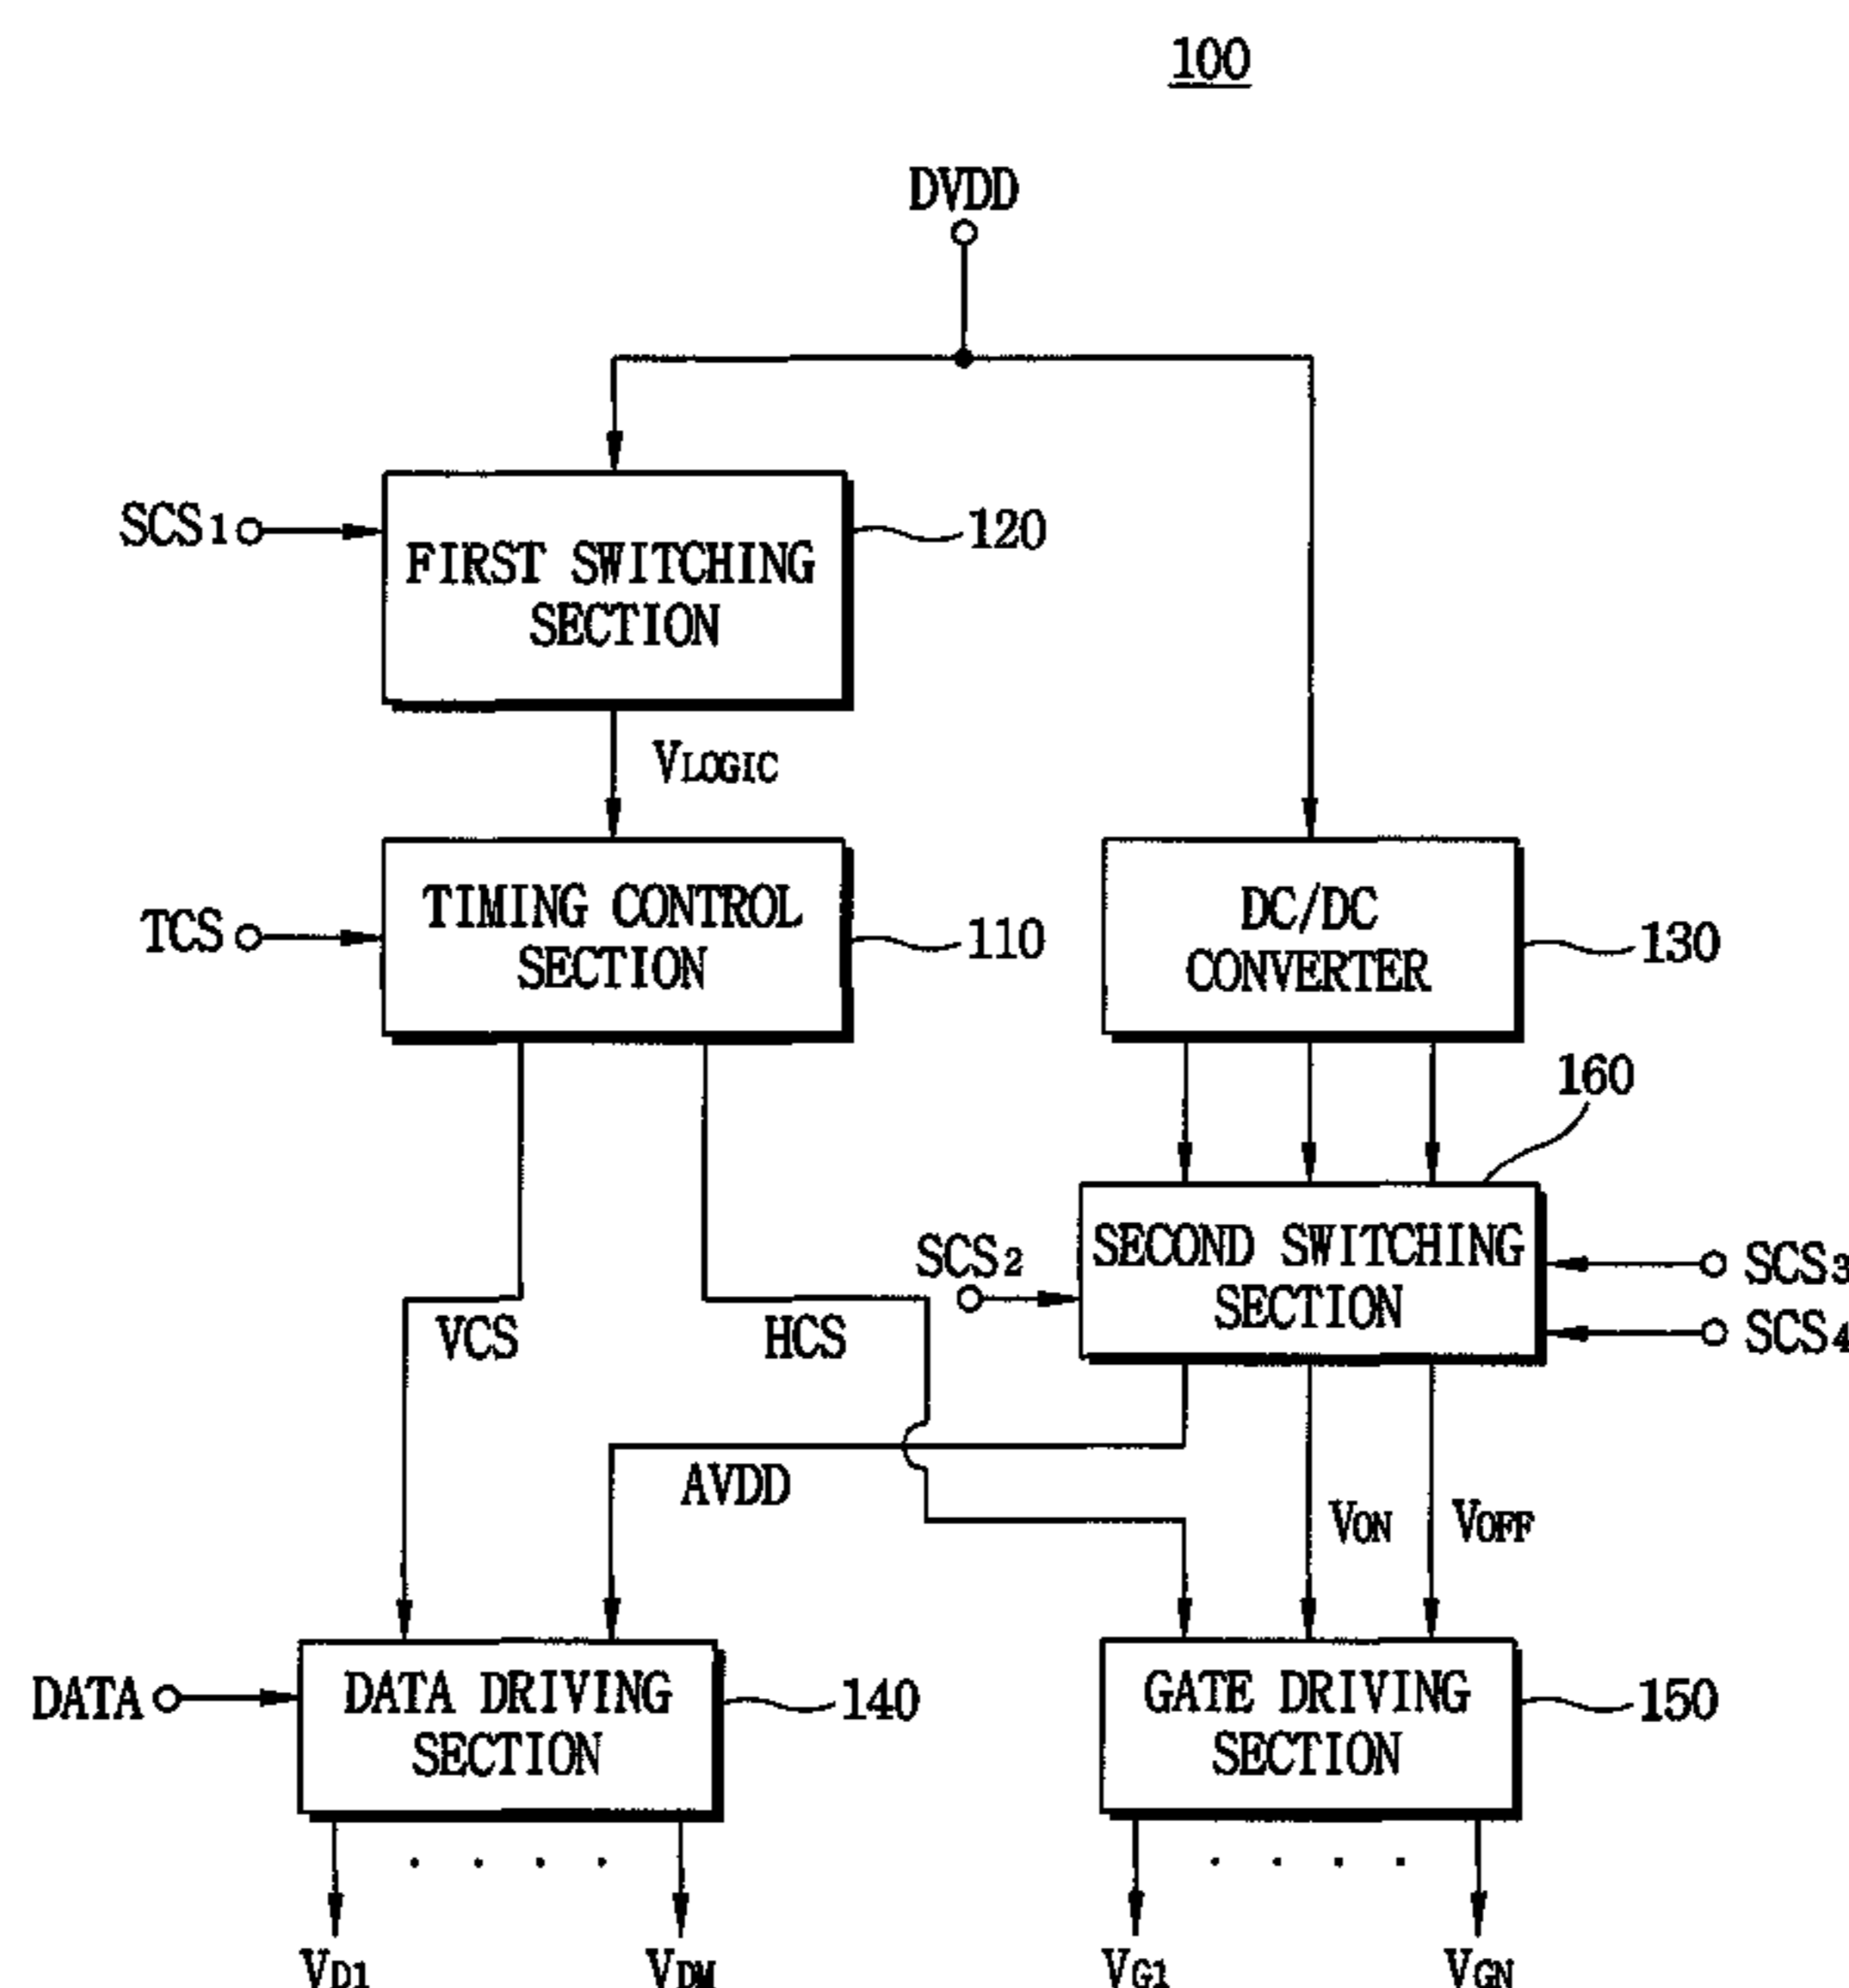 100
DVDD
SCS1
FIRST SWITCHING
SECTION
120
VLOGIC
TCS
TIMING CONTROL
SECTION
110
DC/DC
CONVERTER
130
160
SCS2
SECOND SWITCHING
SECTION
SCS3
SCS4
VCS
HCS
AVDD
VON
VOFF
DATA
DATA DRIVING
SECTION
140
GATE DRIVING
SECTION
150
VD1
VDM
VG1
VGN